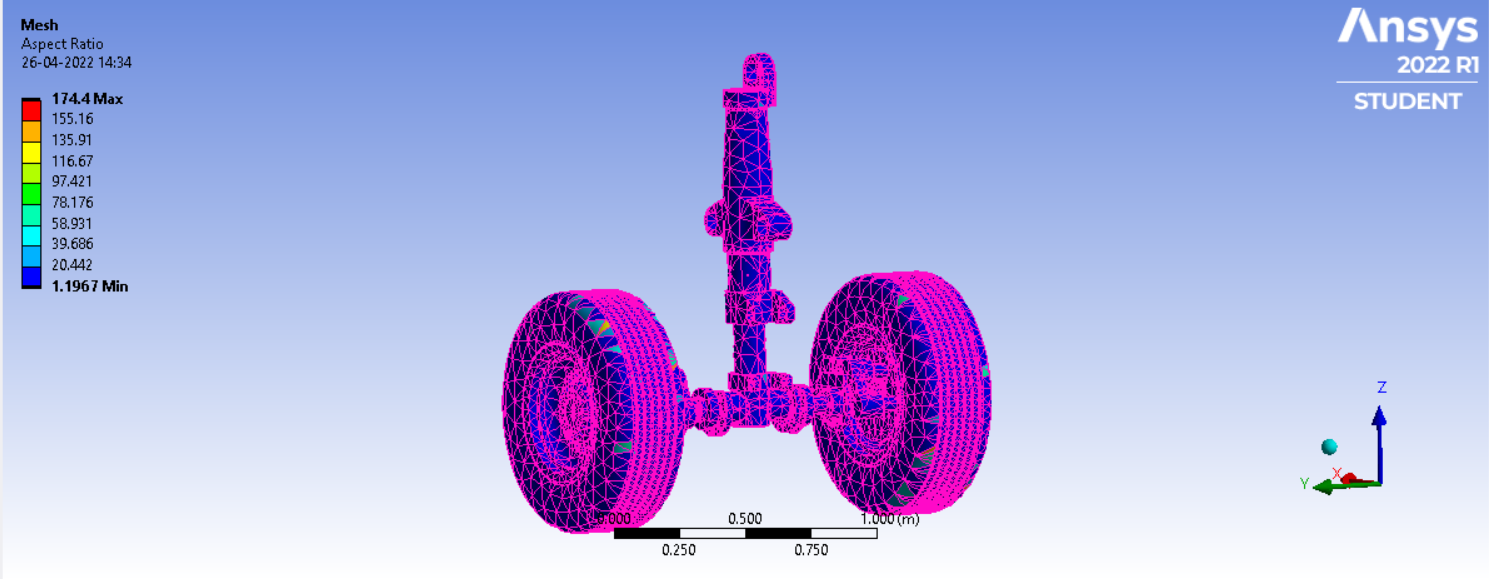 Mesh
Aspect Ratio
26-04-2022 14:34
174.4 Max
155.16
135.91
116.67
97.421
78.176
58.931
39.686
20.442
1.1967 Min
Ansys
2022 R1
STUDENT
Z
Y
X
0.000 0.500 1.000 (m)
0.250 0.750